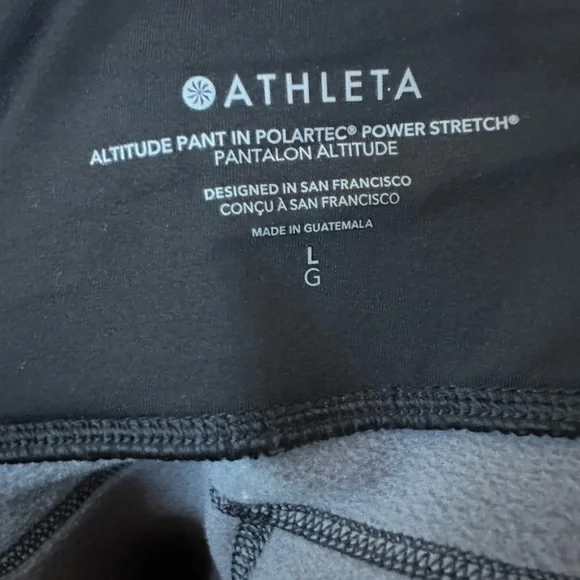 ATHLETA
ALTITUDE PANT IN POLARTEC® POWER STRETCH®
PANTALON ALTITUDE
DESIGNED IN SAN FRANCISCO
CONÇU À SAN FRANCISCO
MADE IN GUATEMALA
L
G